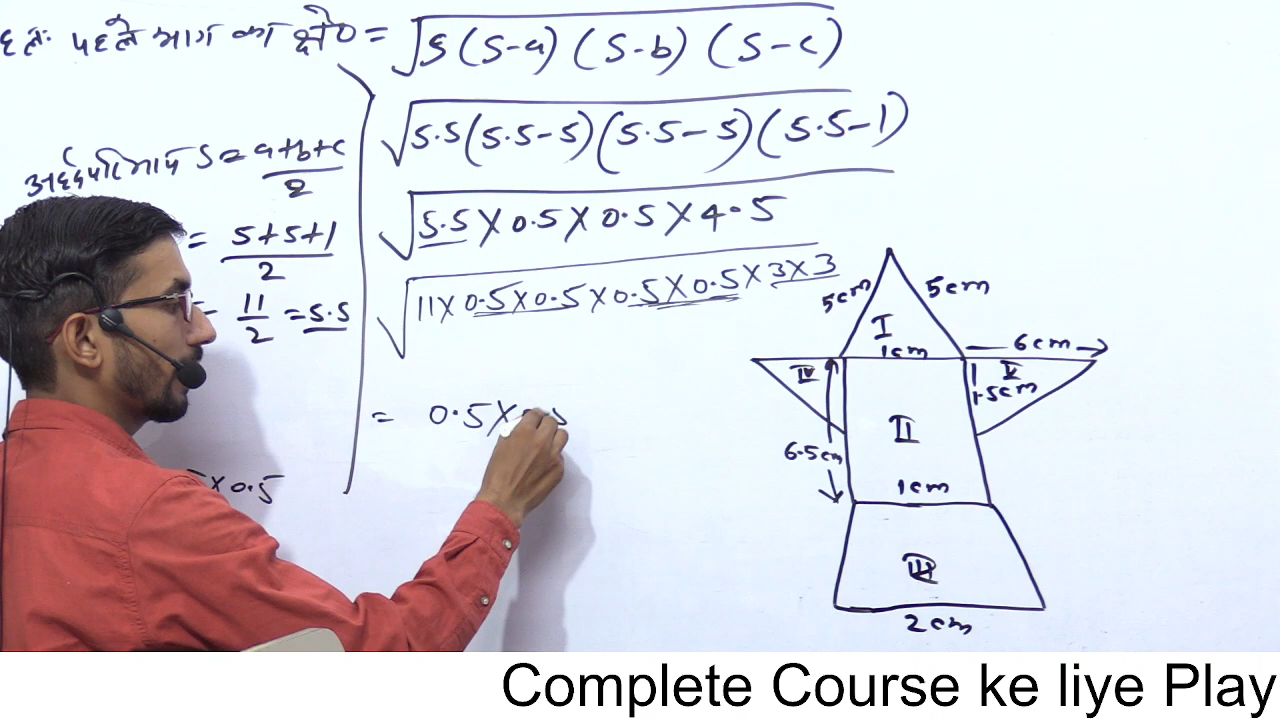 हलः पहले भाग का क्षे० = √S(S-a) (S-b) (S-c)
√5.5(5.5-5)(5.5-5)(5.5-1)
अर्द्धपरिमाप S = a+b+c/2
√5.5 X 0.5 X 0.5 X 4.5
= 5+5+1/2
√11 X 0.5 X 0.5 X 0.5 X 0.5 X 3 X 3
= 11/2 = 5.5
= 0.5 X
X 0.5
5cm
5cm
I
1cm
6cm
IV
V
1.5cm
II
6.5cm
1cm
III
2cm
Complete Course ke liye Play